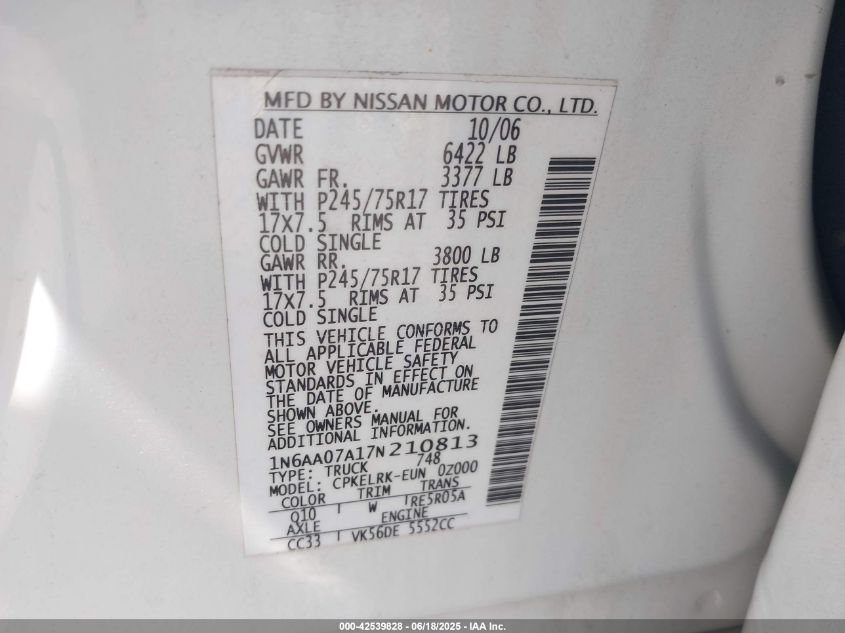 MFD BY NISSAN MOTOR CO., LTD.
DATE 10/06
GVWR 6422 LB
GAWR FR. 3377 LB
WITH P245/75R17 TIRES
17X7.5 RIMS AT 35 PSI
COLD SINGLE
GAWR RR. 3800 LB
WITH P245/75R17 TIRES
17X7.5 RIMS AT 35 PSI
COLD SINGLE
THIS VEHICLE CONFORMS TO
ALL APPLICABLE FEDERAL
MOTOR VEHICLE SAFETY
STANDARDS IN EFFECT ON
THE DATE OF MANUFACTURE
SHOWN ABOVE.
SEE OWNERS MANUAL FOR
ADDITIONAL INFORMATION.
1N6AA07A17N210813
TYPE: TRUCK 748
MODEL: CPKELRK-EUN 0Z000
COLOR TRIM TRANS
Q10 W RE5R05A
AXLE ENGINE
CC33 VK56DE 5552CC
000-42539828 - 06/18/2025 - IAA Inc.